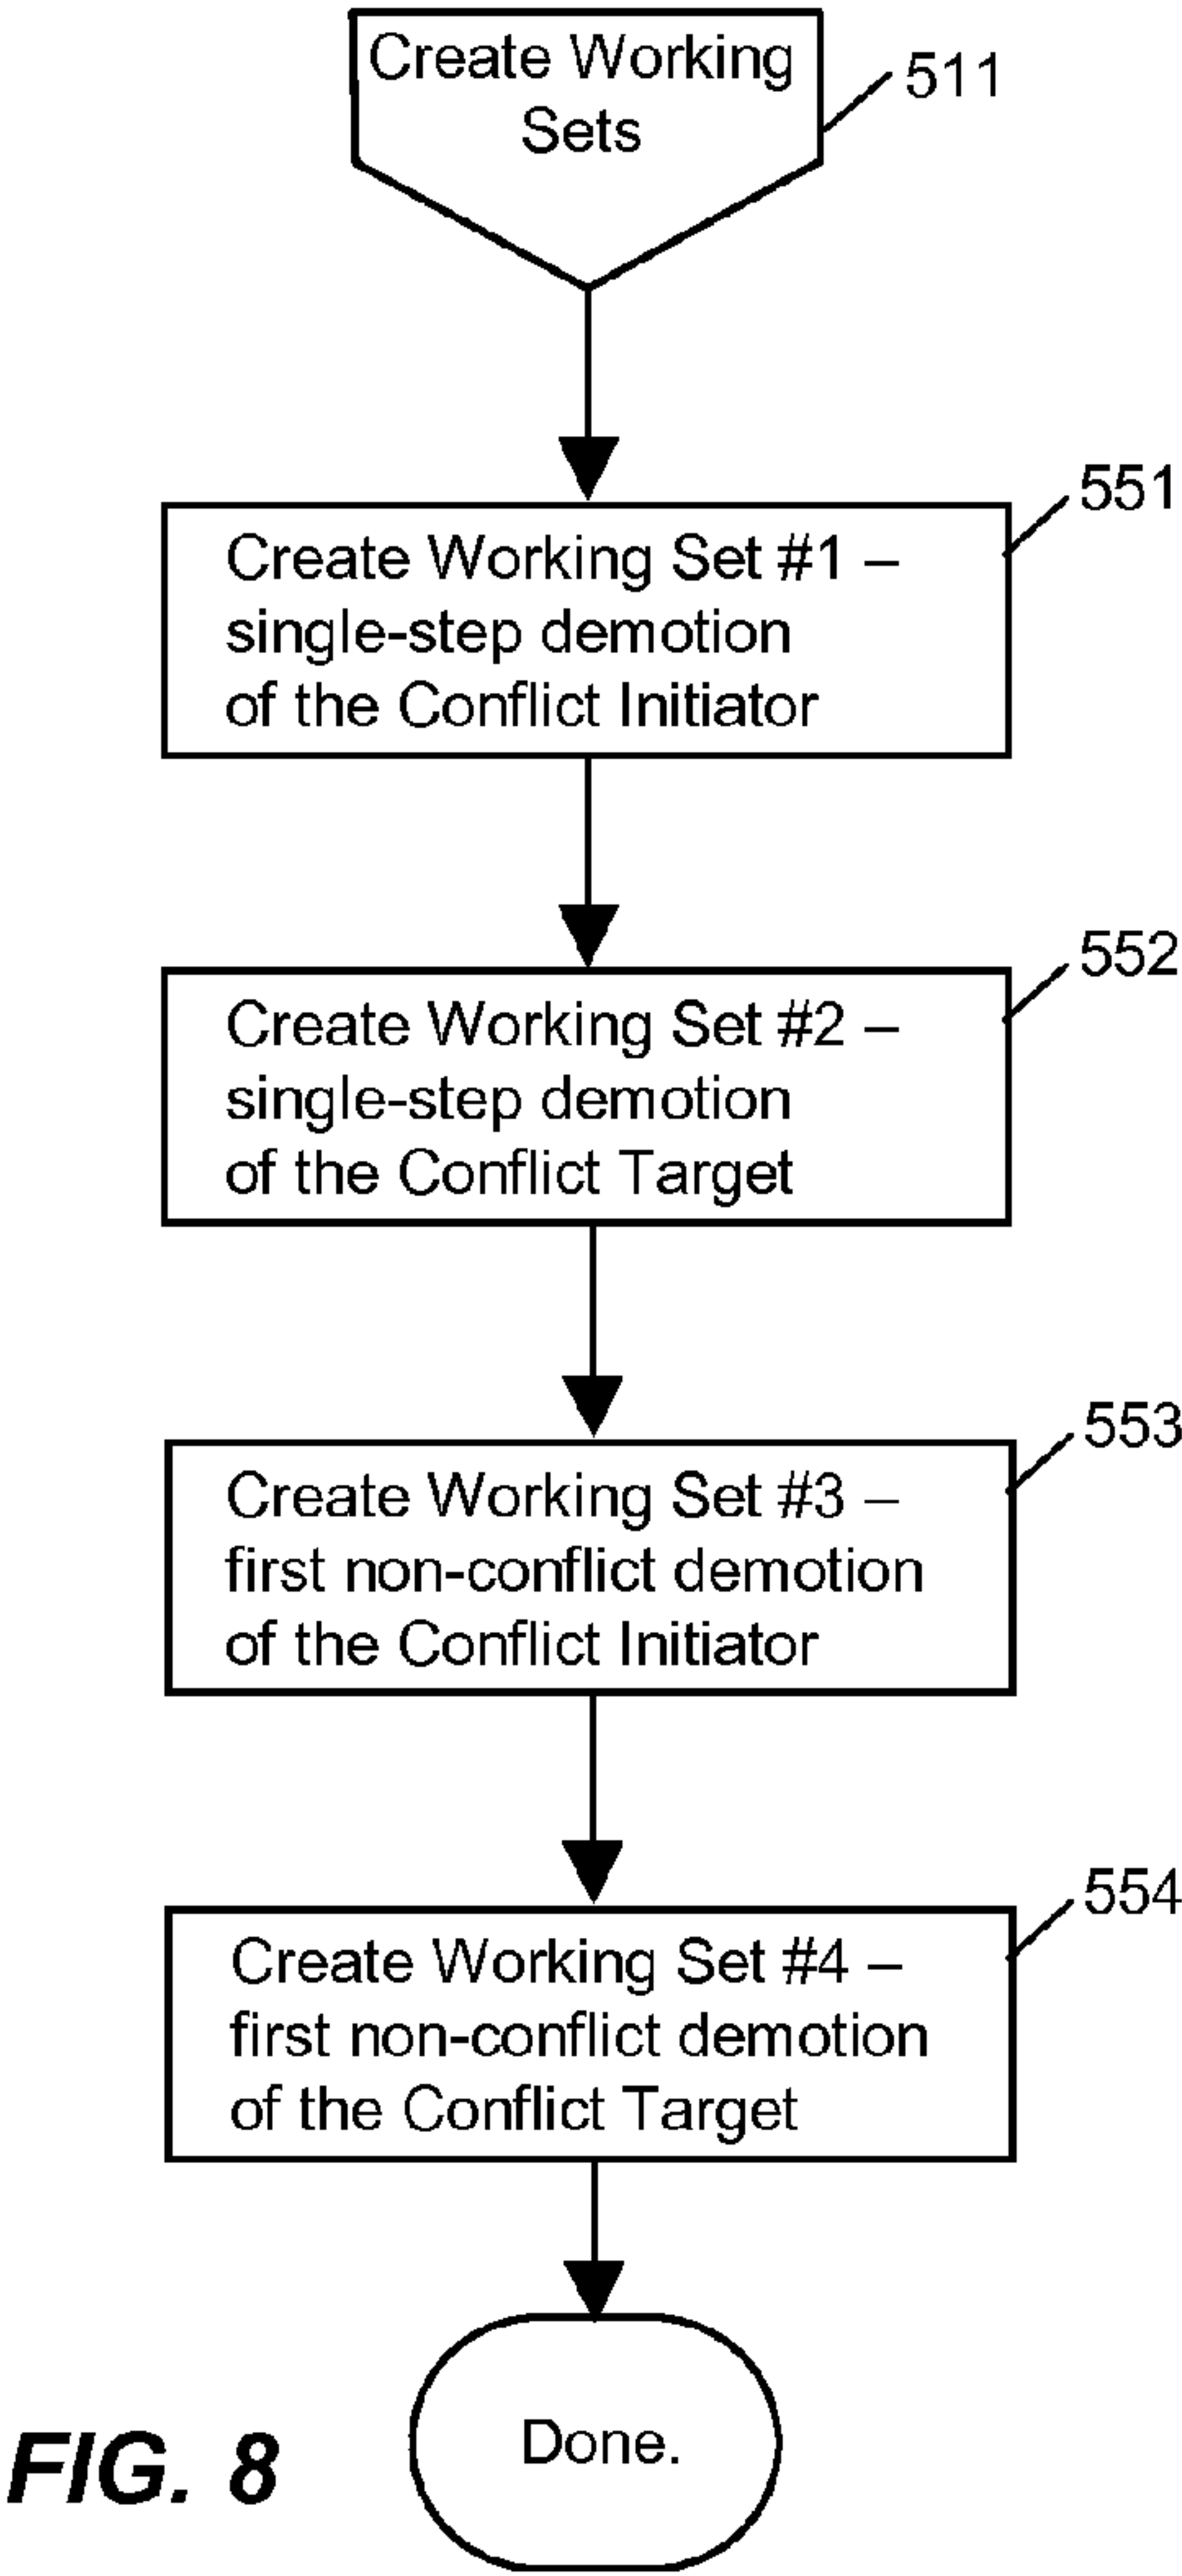 Create Working
Sets
511
551
Create Working Set #1 –
single-step demotion
of the Conflict Initiator
552
Create Working Set #2 –
single-step demotion
of the Conflict Target
553
Create Working Set #3 –
first non-conflict demotion
of the Conflict Initiator
554
Create Working Set #4 –
first non-conflict demotion
of the Conflict Target
Done.
FIG. 8